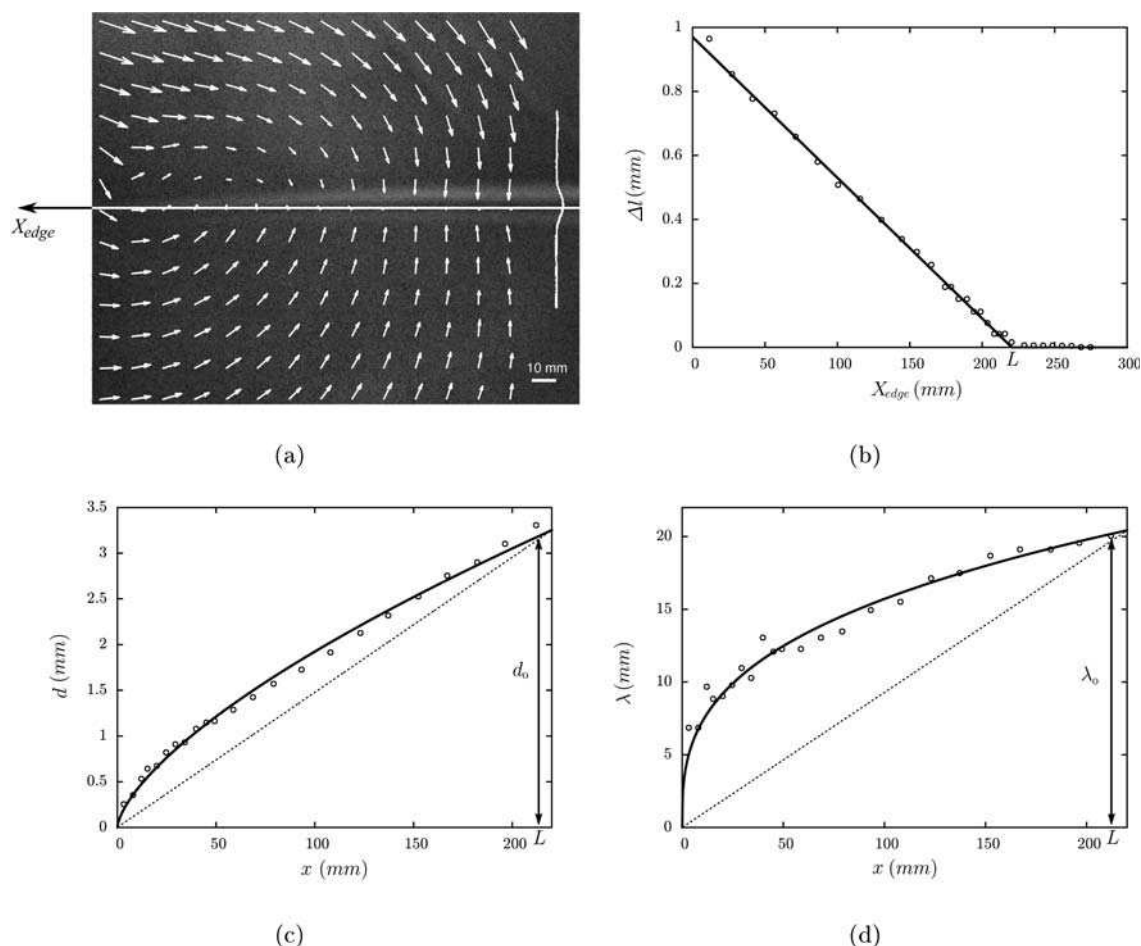 X_edge
10 mm
(a)
1
0.8
0.6
0.4
0.2
0
Δl (mm)
0 50 100 150 200 L 250 300
X_edge (mm)
(b)
3.5
3
2.5
2
1.5
1
0.5
0
d (mm)
d_o
0 50 100 150 200 L
x (mm)
(c)
20
15
10
5
0
λ (mm)
λ_o
0 50 100 150 200 L
x (mm)
(d)